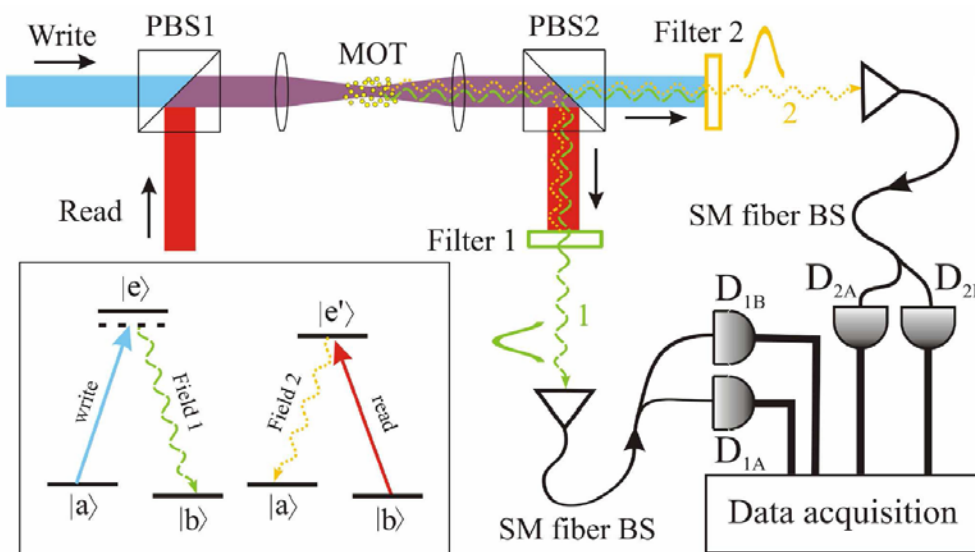 PBS1
PBS2
Filter 2
Write
MOT
2
Read
SM fiber BS
Filter 1
D2A
1
D1B
D1A
|e⟩
|e'⟩
write
Field 1
Field 2
read
|a⟩
|b⟩
|a⟩
|b⟩
SM fiber BS
Data acquisition